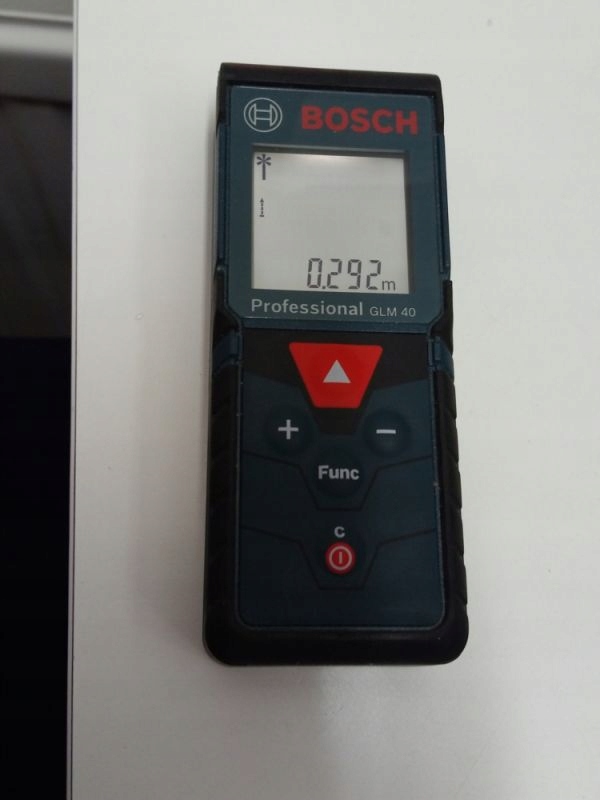 BOSCH
0.292m
Professional GLM 40
+
−
Func
C